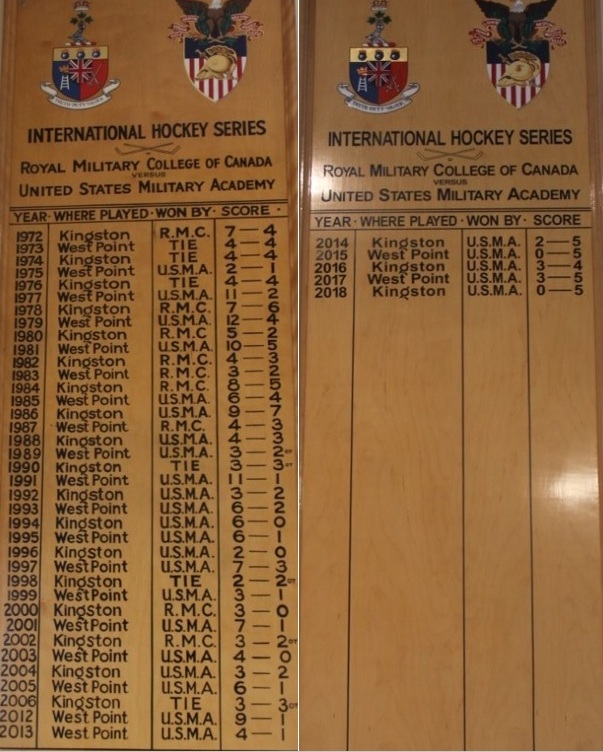 INTERNATIONAL HOCKEY SERIES
ROYAL MILITARY COLLEGE OF CANADA
VERSUS
UNITED STATES MILITARY ACADEMY
YEAR · WHERE PLAYED · WON BY · SCORE ·
1972 Kingston R.M.C. 7 — 4
1973 West Point TIE 4 — 4
1974 Kingston TIE 4 — 4
1975 West Point U.S.M.A. 2 — 1
1976 Kingston TIE 4 — 4
1977 West Point U.S.M.A. 11 — 2
1978 Kingston R.M.C. 7 — 6
1979 West Point U.S.M.A. 12 — 4
1980 Kingston R.M.C 5 — 2
1981 West Point U.S.M.A. 10 — 5
1982 Kingston R.M.C. 4 — 3
1983 West Point R.M.C. 3 — 2
1984 Kingston R.M.C. 8 — 5
1985 West Point U.S.M.A. 6 — 4
1986 Kingston U.S.M.A. 9 — 7
1987 West Point R.M.C. 4 — 3
1988 Kingston U.S.M.A. 4 — 3
1989 West Point U.S.M.A. 3 — 2 OT
1990 Kingston TIE 3 — 3 OT
1991 West Point U.S.M.A. 11 — 1
1992 Kingston U.S.M.A. 3 — 2
1993 West Point U.S.M.A. 6 — 2
1994 Kingston U.S.M.A. 6 — 0
1995 West Point U.S.M.A. 6 — 1
1996 Kingston U.S.M.A. 2 — 0
1997 West Point U.S.M.A. 7 — 3
1998 Kingston TIE 2 — 2 OT
1999 West Point U.S.M.A. 3 — 1
2000 Kingston R.M.C. 3 — 0
2001 West Point U.S.M.A. 7 — 1
2002 Kingston R.M.C. 3 — 2 OT
2003 West Point U.S.M.A. 4 — 0
2004 Kingston U.S.M.A. 3 — 2
2005 West Point U.S.M.A. 6 — 1
2006 Kingston TIE 3 — 3 OT
2012 West Point U.S.M.A. 9 — 1
2013 West Point U.S.M.A. 4 — 1
INTERNATIONAL HOCKEY SERIES
ROYAL MILITARY COLLEGE OF CANADA
VERSUS
UNITED STATES MILITARY ACADEMY
YEAR · WHERE PLAYED · WON BY · SCORE
2014 Kingston U.S.M.A. 2 — 5
2015 West Point U.S.M.A. 0 — 5
2016 Kingston U.S.M.A. 3 — 4
2017 West Point U.S.M.A. 3 — 5
2018 Kingston U.S.M.A. 0 — 5